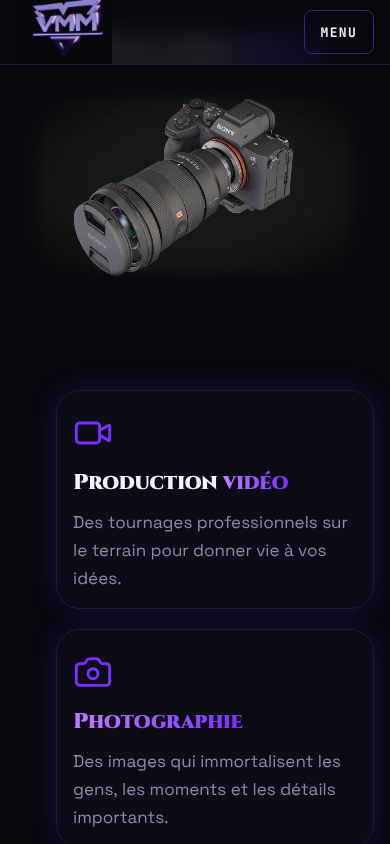 VMM
MENU
SONY
SONY
G
Production vidéo
Des tournages professionnels sur
le terrain pour donner vie à vos
idées.
Photographie
Des images qui immortalisent les
gens, les moments et les détails
importants.